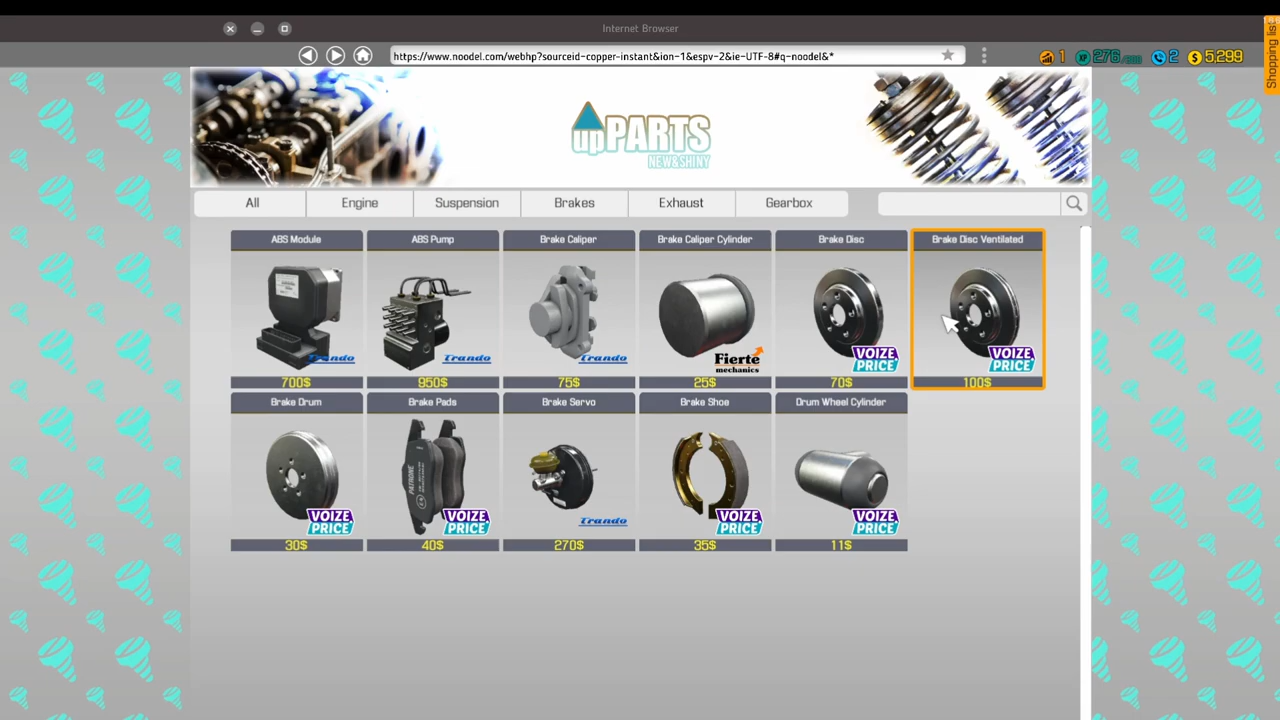 Internet Browser
https://www.noodel.com/webhp?sourceid-copper-instant&ion-1&espv-2&ie-UTF-8#q-noodel&*
1
276
2
$ 5,299
Shopping list
upPARTS
NEW&SHINY
All
Engine
Suspension
Brakes
Exhaust
Gearbox
ABS Module
ABS Pump
Brake Caliper
Brake Caliper Cylinder
Brake Disc
Brake Disc Ventilated
Trando
Trando
Trando
Fierte
mechanics
VOIZE
PRICE
VOIZE
PRICE
700$
950$
75$
25$
70$
100$
Brake Drum
Brake Pads
Brake Servo
Brake Shoe
Drum Wheel Cylinder
VOIZE
PRICE
PATRONE
VOIZE
PRICE
Trando
VOIZE
PRICE
VOIZE
PRICE
30$
40$
270$
35$
11$